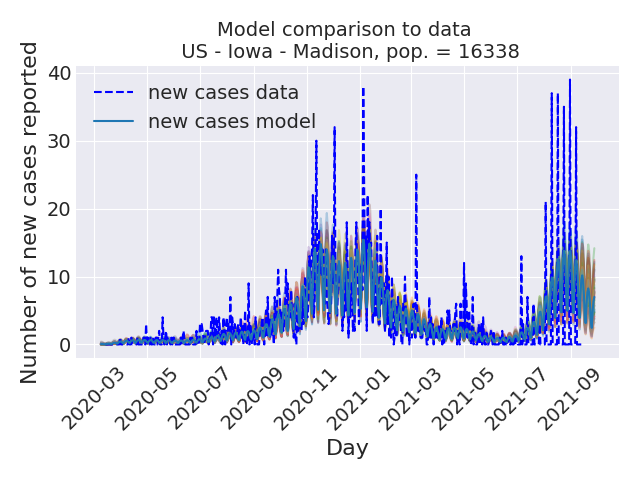 Model comparison to data
US - Iowa - Madison, pop. = 16338
Number of new cases reported
40
30
20
10
0
new cases data
new cases model
2020-03
2020-05
2020-07
2020-09
2020-11
2021-01
2021-03
2021-05
2021-07
2021-09
Day